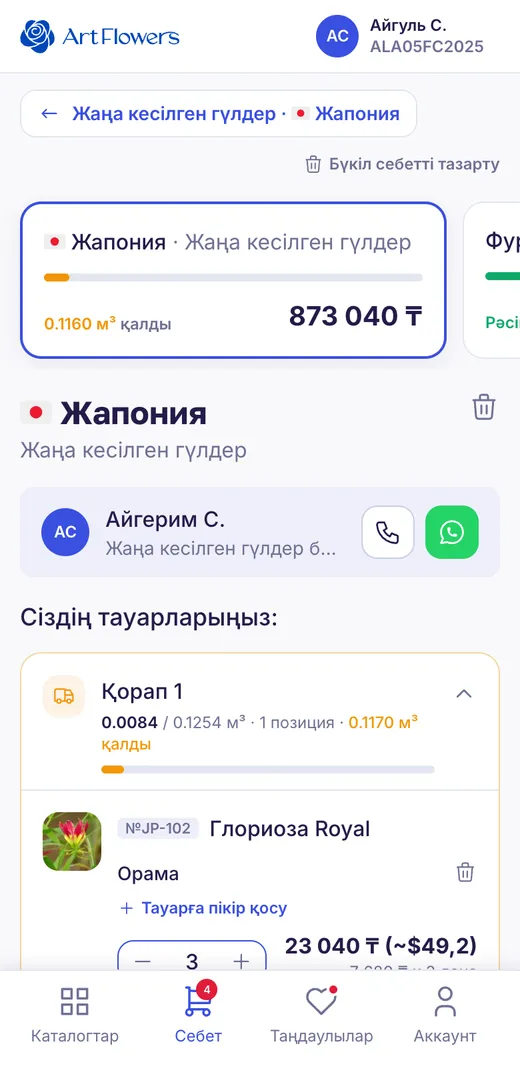 ArtFlowers
АС
Айгуль С.
ALA05FC2025
← Жаңа кесілген гүлдер · Жапония
Бүкіл себетті тазарту
Жапония · Жаңа кесілген гүлдер
0.1160 м³ қалды
873 040 ₸
Жапония
Жаңа кесілген гүлдер
АС
Айгерим С.
Жаңа кесілген гүлдер б...
Сіздің тауарларыңыз:
Қорап 1
0.0084 / 0.1254 м³ · 1 позиция · 0.1170 м³
қалды
№JP-102
Глориоза Royal
Орама
+ Тауарға пікір қосу
− 3 +
23 040 ₸ (~$49,2)
4
Каталогтар
Себет
Таңдаулылар
Аккаунт